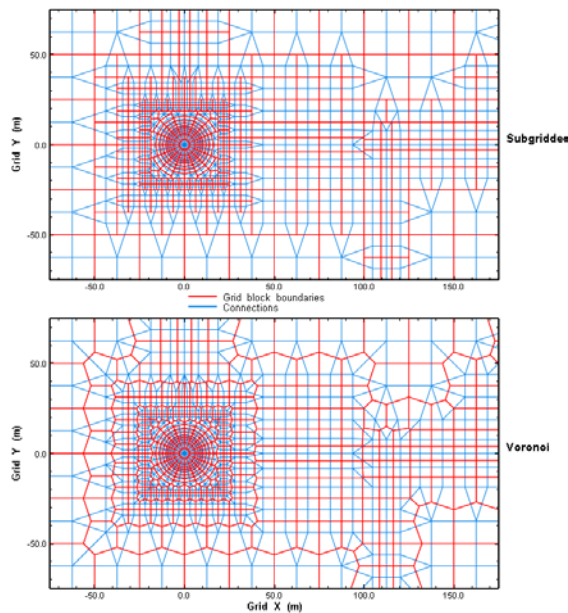 50.0
0.0
-50.0
Grid Y (m)
Subgridded
-50.0 0.0 50.0 100.0 150.0
Grid block boundaries
Connections
50.0
0.0
-50.0
Grid Y (m)
Voronoi
-50.0 0.0 50.0 100.0 150.0
Grid X (m)